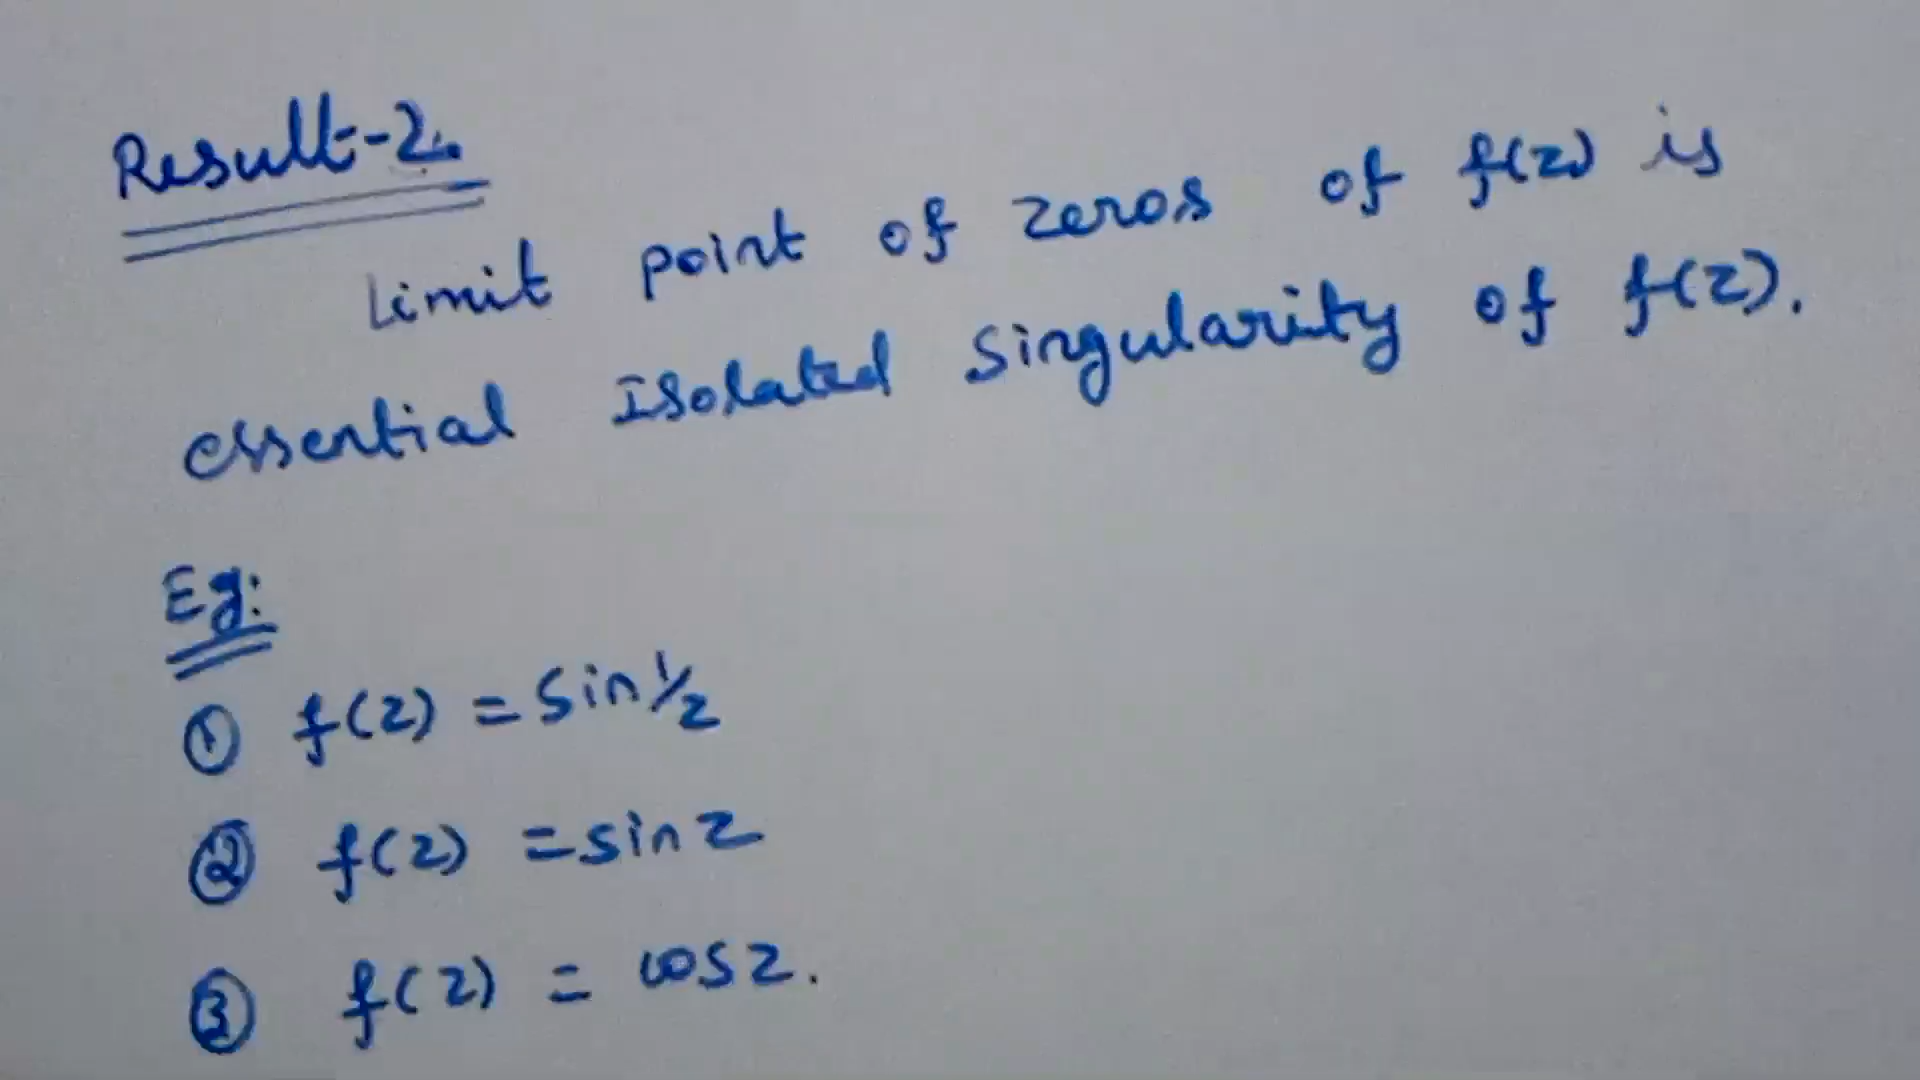 Result-2.
Limit point of zeros of f(z) is
essential Isolated Singularity of f(z).
Eg:
① f(z) = Sin 1/z
② f(z) = sin z
③ f(z) = cos z.